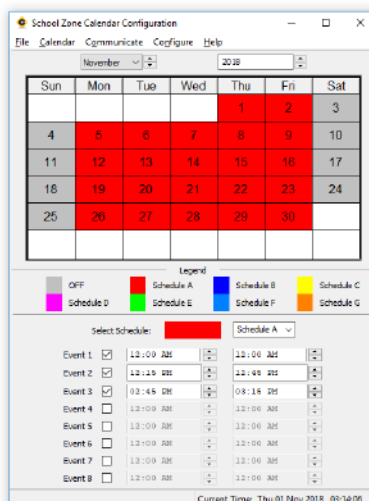 School Zone Calendar Configuration
File Calendar Communicate Configure Help
November 2018
Sun Mon Tue Wed Thu Fri Sat
1 2 3
4 5 6 7 8 9 10
11 12 13 14 15 16 17
18 19 20 21 22 23 24
25 26 27 28 29 30
Legend
OFF Schedule A Schedule B Schedule C
Schedule D Schedule E Schedule F Schedule G
Select Schedule: Schedule A
Event 1 12:00 AM 12:00 AM
Event 2 12:15 PM 12:45 PM
Event 3 02:45 PM 03:15 PM
Event 4 12:00 AM 12:00 AM
Event 5 12:00 AM 12:00 AM
Event 6 12:00 AM 12:00 AM
Event 7 12:00 AM 12:00 AM
Event 8 12:00 AM 12:00 AM
Current Time: Thu 01 Nov 2018